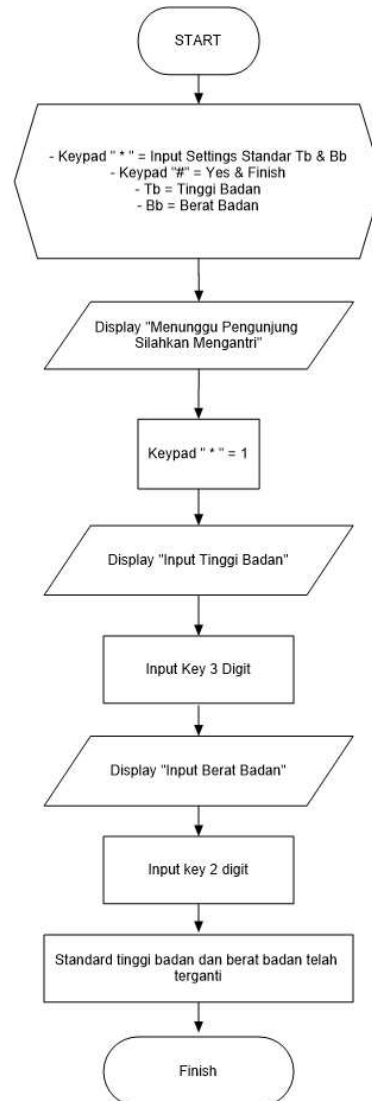 START
- Keypad " * " = Input Settings Standar Tb & Bb
- Keypad "#" = Yes & Finish
- Tb = Tinggi Badan
- Bb = Berat Badan
Display "Menunggu Pengunjung
Silahkan Mengantri"
Keypad " * " = 1
Display "Input Tinggi Badan"
Input Key 3 Digit
Display "Input Berat Badan"
Input key 2 digit
Standard tinggi badan dan berat badan telah
terganti
Finish